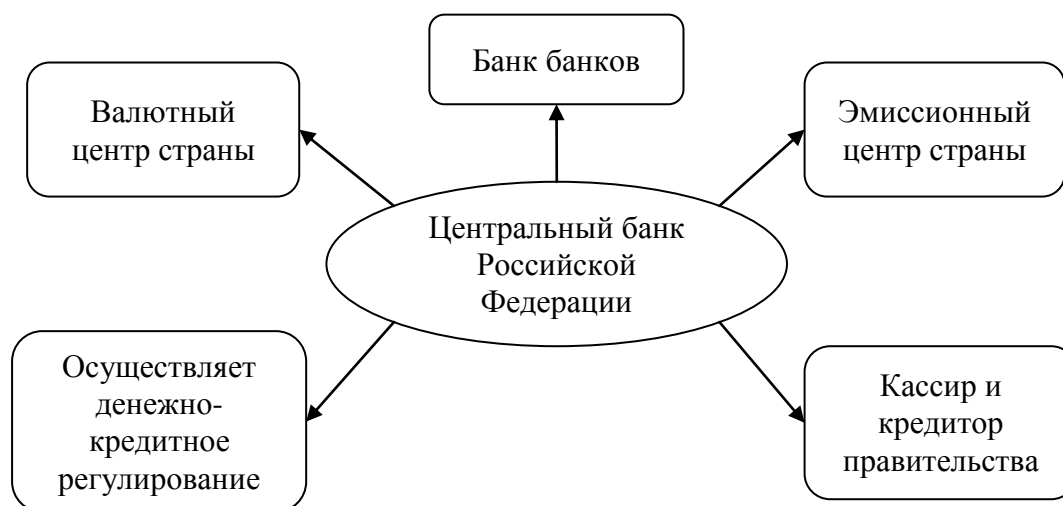 Банк банков
Валютный
центр страны
Эмиссионный
центр страны
Центральный банк
Российской
Федерации
Осуществляет
денежно-
кредитное
регулирование
Кассир и
кредитор
правительства